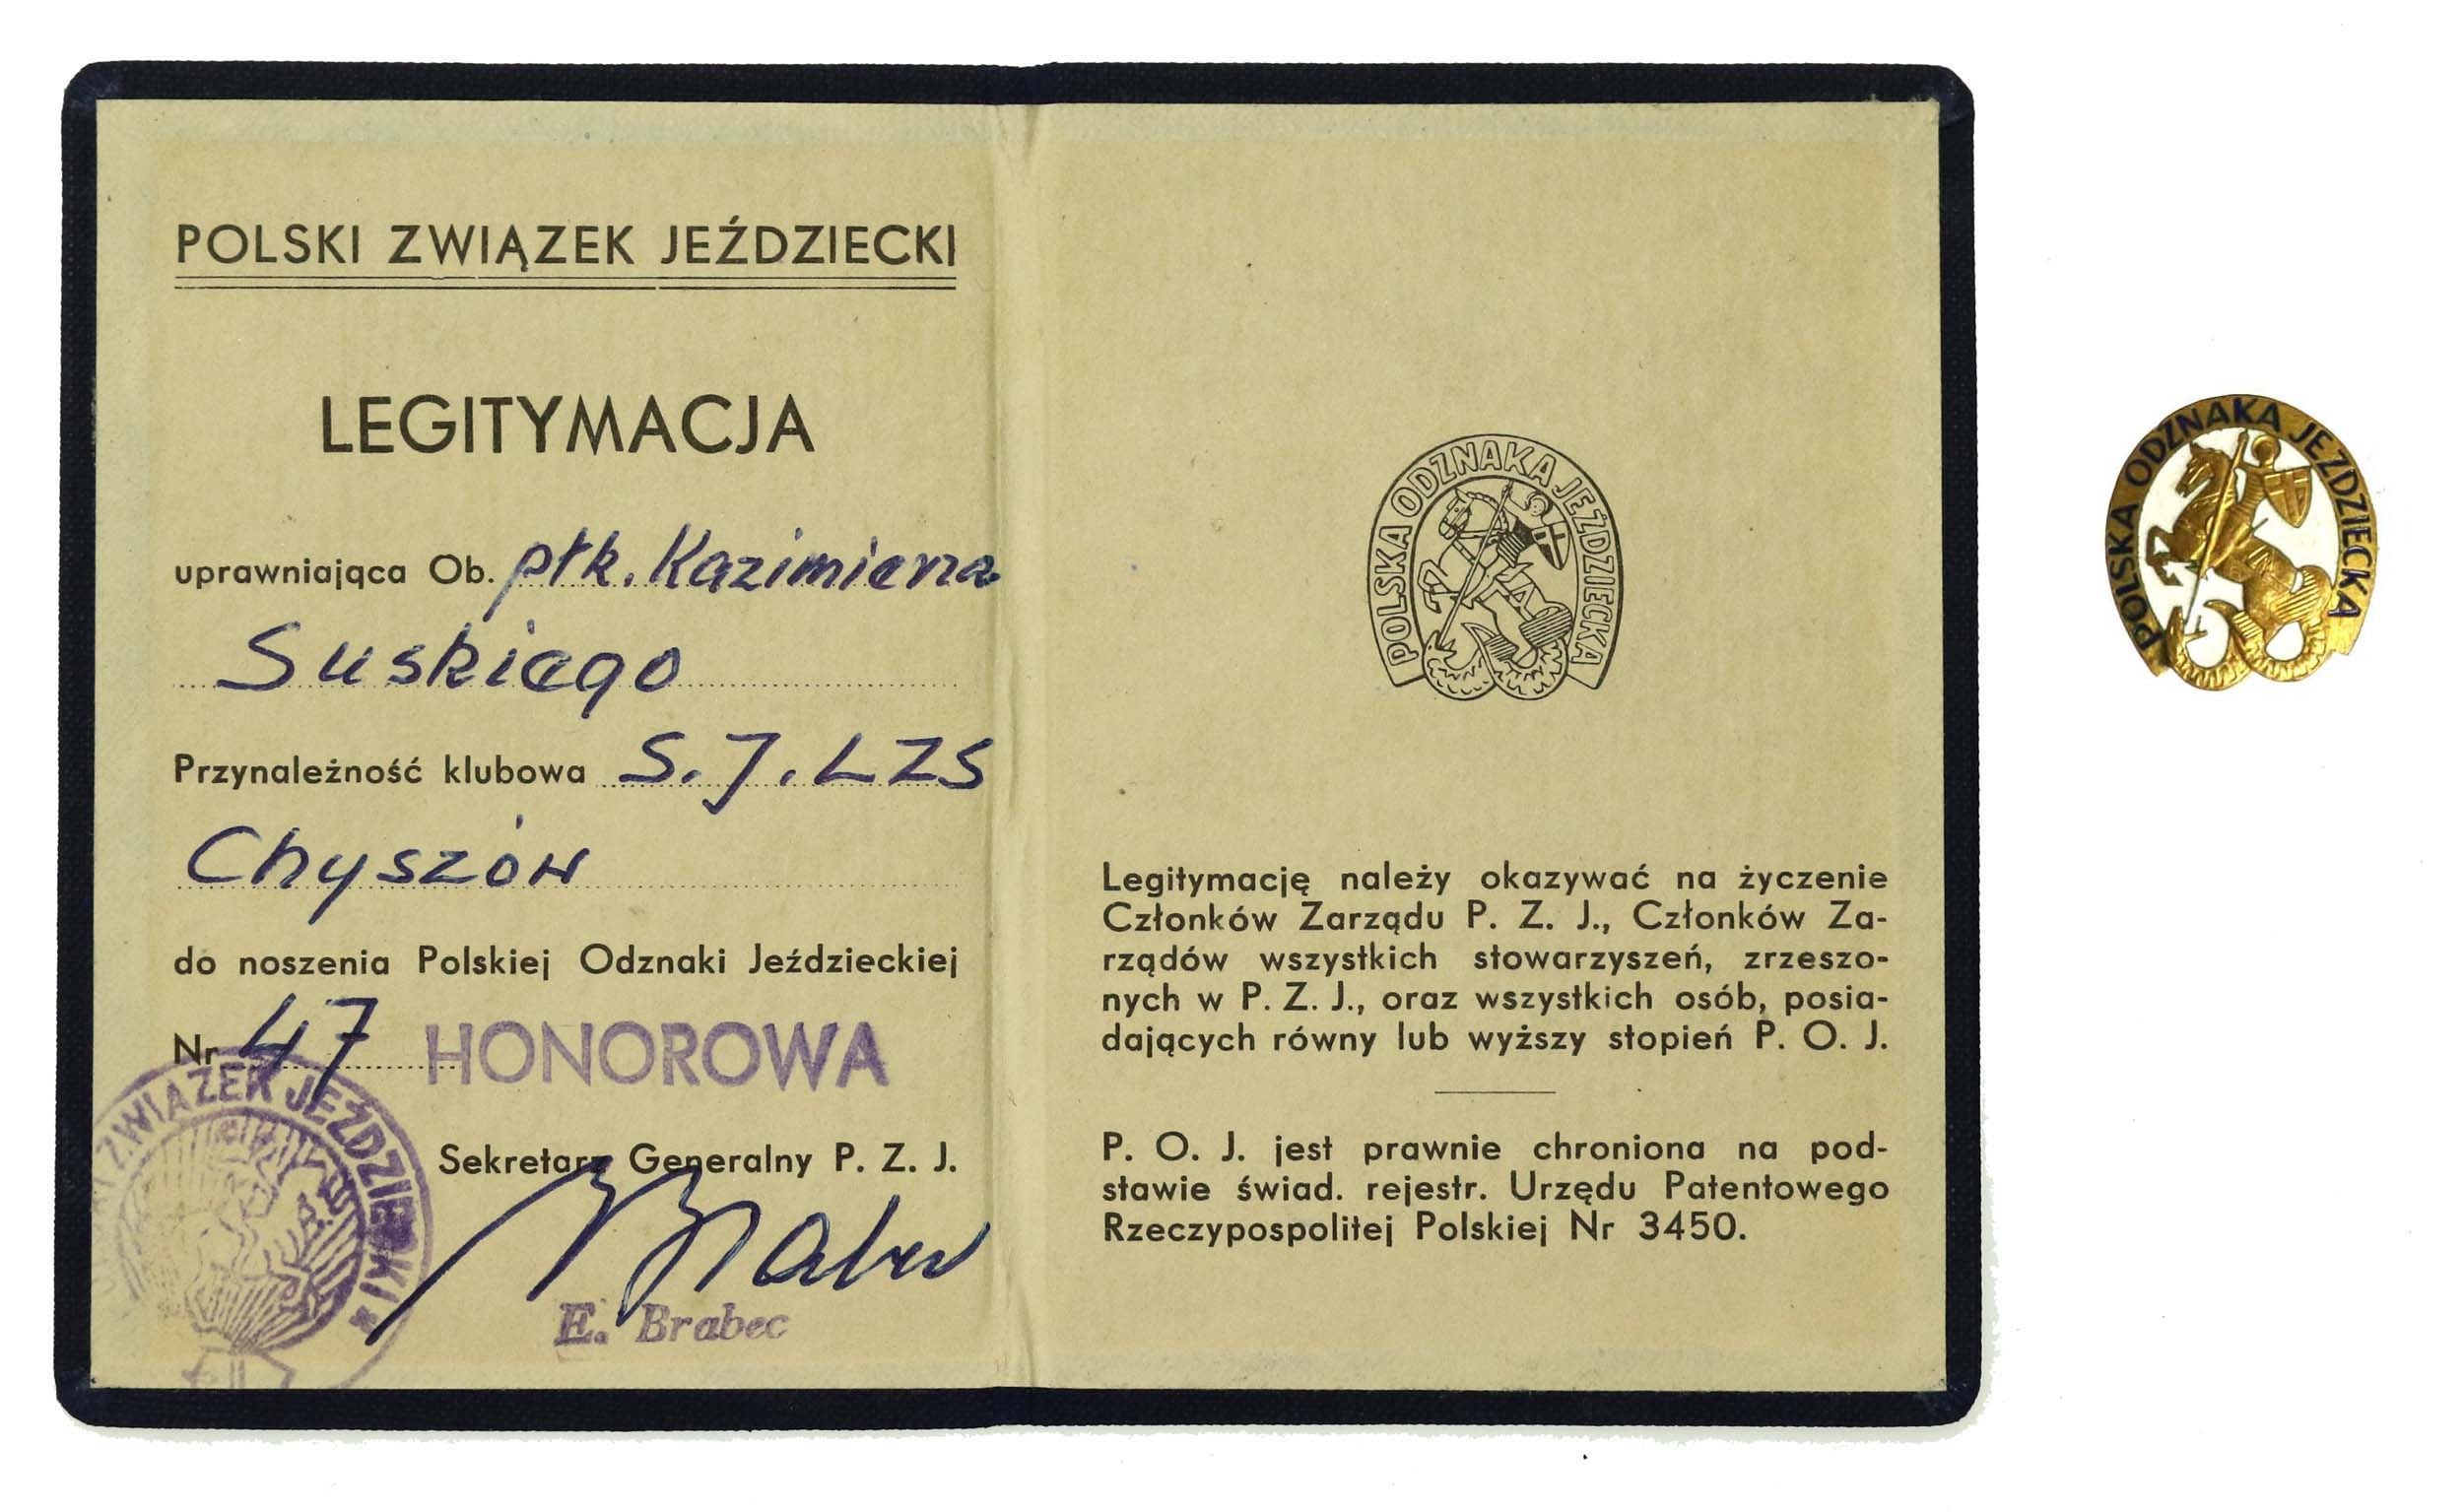 POLSKI ZWIĄZEK JEŹDZIECKI
LEGITYMACJA
uprawniająca Ob. płk. Kazimierza
Suskiego
Przynależność klubowa S. J. LZS
Chyszów
do noszenia Polskiej Odznaki Jeździeckiej
Nr 47 HONOROWA
ZWIĄZEK JEŹDZIECKI
Sekretarz Generalny P. Z. J.
E. Brabec
POLSKA ODZNAKA JEŹDZIECKA
Legitymację należy okazywać na życzenie
Członków Zarządu P. Z. J., Członków Za-
rządów wszystkich stowarzyszeń, zrzeszo-
nych w P. Z. J., oraz wszystkich osób, posia-
dających równy lub wyższy stopień P. O. J.
P. O. J. jest prawnie chroniona na pod-
stawie świad. rejestr. Urzędu Patentowego
Rzeczypospolitej Polskiej Nr 3450.
POLSKA ODZNAKA JEŹDZIECKA